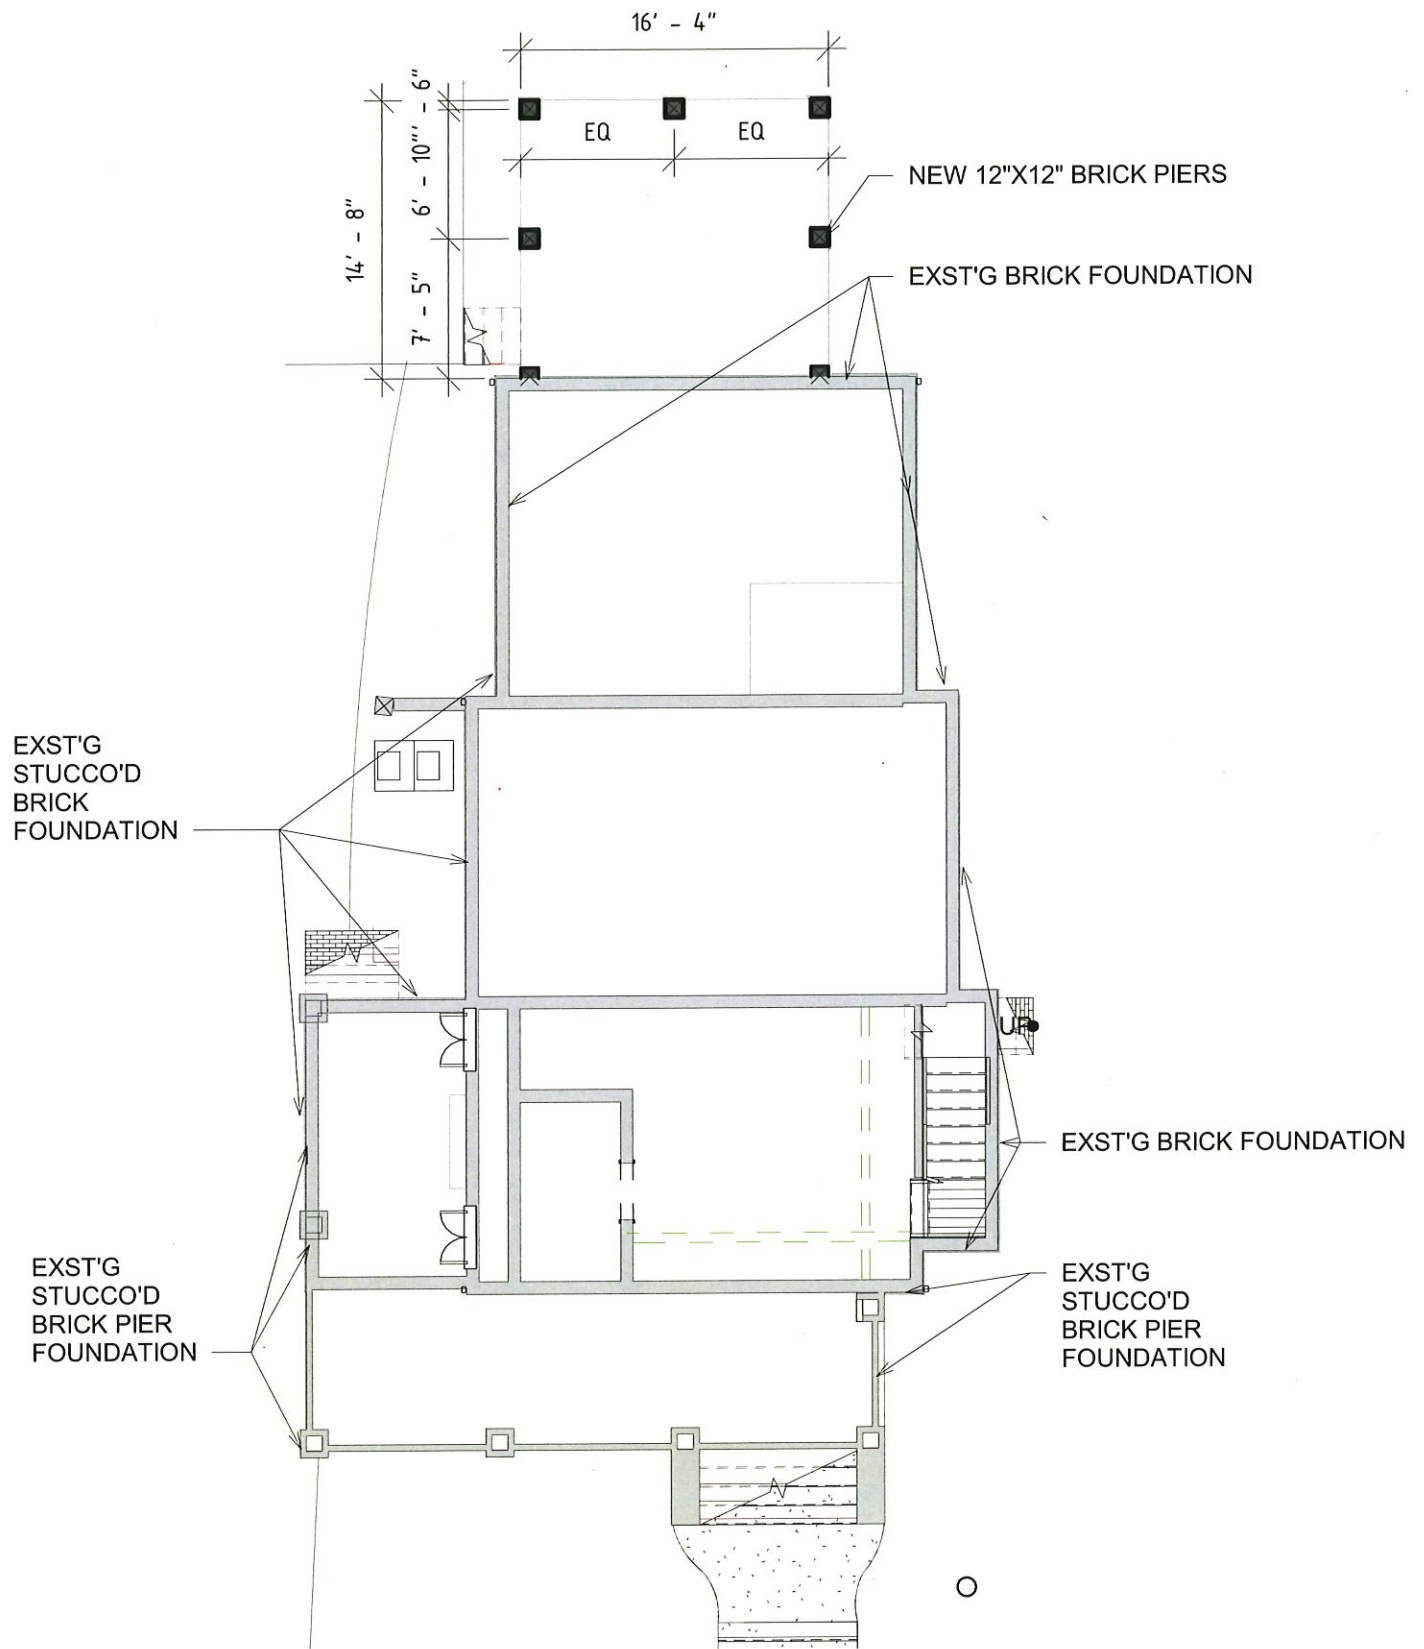 16' - 4"
6"
EQ
EQ
6' - 10"'
NEW 12"X12" BRICK PIERS
14' - 8"
7' - 5"
EXST'G BRICK FOUNDATION
EXST'G
STUCCO'D
BRICK
FOUNDATION
UP
EXST'G BRICK FOUNDATION
EXST'G
STUCCO'D
BRICK PIER
FOUNDATION
EXST'G
STUCCO'D
BRICK PIER
FOUNDATION